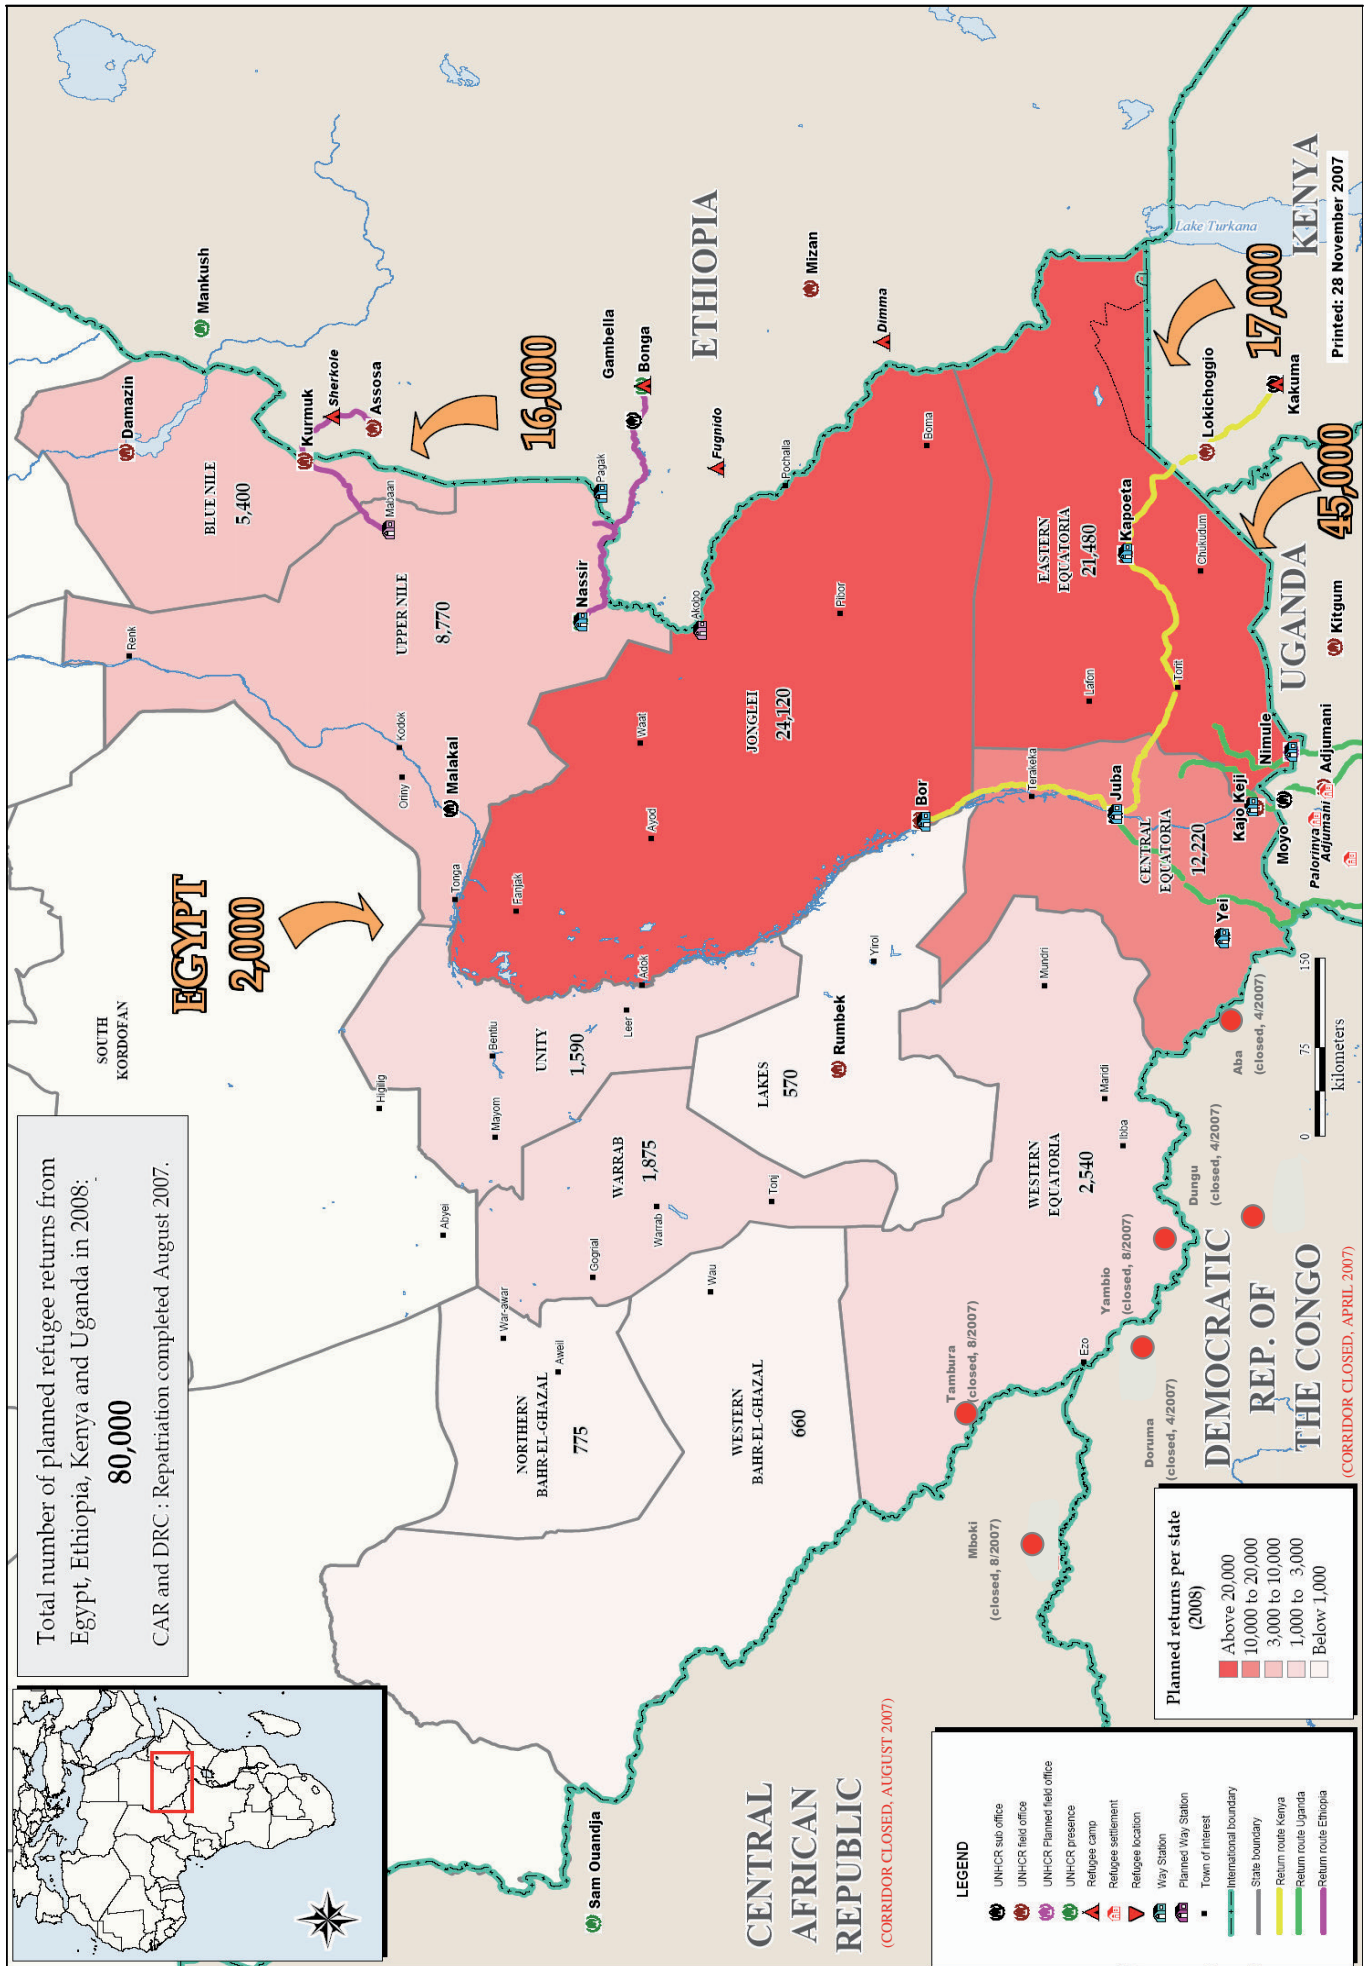 Total number of planned refugee returns from
Egypt, Ethiopia, Kenya and Uganda in 2008:
80,000
CAR and DRC : Repatriation completed August 2007.
SOUTH
KORDOFAN
EGYPT
2,000
Renk
Kodok
Oriny
Malakal
Tonga
UPPER NILE
8,770
BLUE NILE
5,400
Damazin
Mankush
Kurmuk
Sherkole
Assosa
Mabaan
16,000
Gambella
Bonga
Pagak
Nassir
Fugnido
ETHIOPIA
Mizan
Dimma
Akobo
Pochalla
Pibor
Boma
JONGLEI
24,120
Waat
Ayod
Fanjak
Adok
Bor
Higilig
Abyei
UNITY
1,590
Bentiu
Mayom
Leer
WARRAB
1,875
Gogrial
Warrab
Tonj
NORTHERN
BAHR-EL-GHAZAL
775
War-awar
Aweil
WESTERN
BAHR-EL-GHAZAL
660
Wau
LAKES
570
Rumbek
Yirol
WESTERN
EQUATORIA
2,540
Mundri
Maridi
Ibba
Ezo
Tambura
(closed, 8/2007)
Yambio
(closed, 8/2007)
CENTRAL
EQUATORIA
12,220
Terakeka
Juba
Yei
Kajo Keji
EASTERN
EQUATORIA
21,480
Lafon
Torit
Kapoeta
Chukudum
Nimule
Lokichoggio
Kakuma
17,000
Lake Turkana
KENYA
45,000
UGANDA
Kitgum
Adjumani
Moyo
Palorinya
Adjumani
Aba
(closed, 4/2007)
Dungu
(closed, 4/2007)
Doruma
(closed, 4/2007)
Mboki
(closed, 8/2007)
DEMOCRATIC
REP. OF
THE CONGO
(CORRIDOR CLOSED, APRIL 2007)
Sam Ouandja
CENTRAL
AFRICAN
REPUBLIC
(CORRIDOR CLOSED, AUGUST 2007)
0 75 150
kilometers
Planned returns per state
(2008)
Above 20,000
10,000 to 20,000
3,000 to 10,000
1,000 to 3,000
Below 1,000
LEGEND
UNHCR sub office
UNHCR field office
UNHCR Planned field office
UNHCR presence
Refugee camp
Refugee settlement
Refugee location
Way Station
Planned Way Station
Town of interest
International boundary
State boundary
Return route Kenya
Return route Uganda
Return route Ethiopia
Printed: 28 November 2007